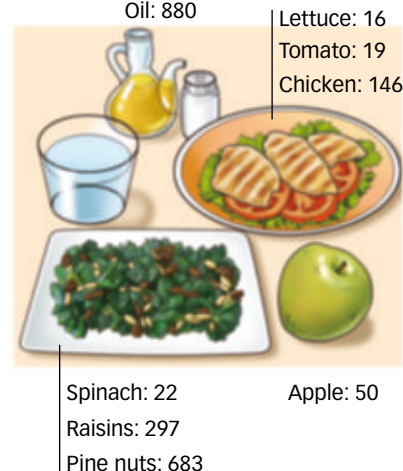 Oil: 880
Lettuce: 16
Tomato: 19
Chicken: 146
Spinach: 22
Raisins: 297
Pine nuts: 683
Apple: 50